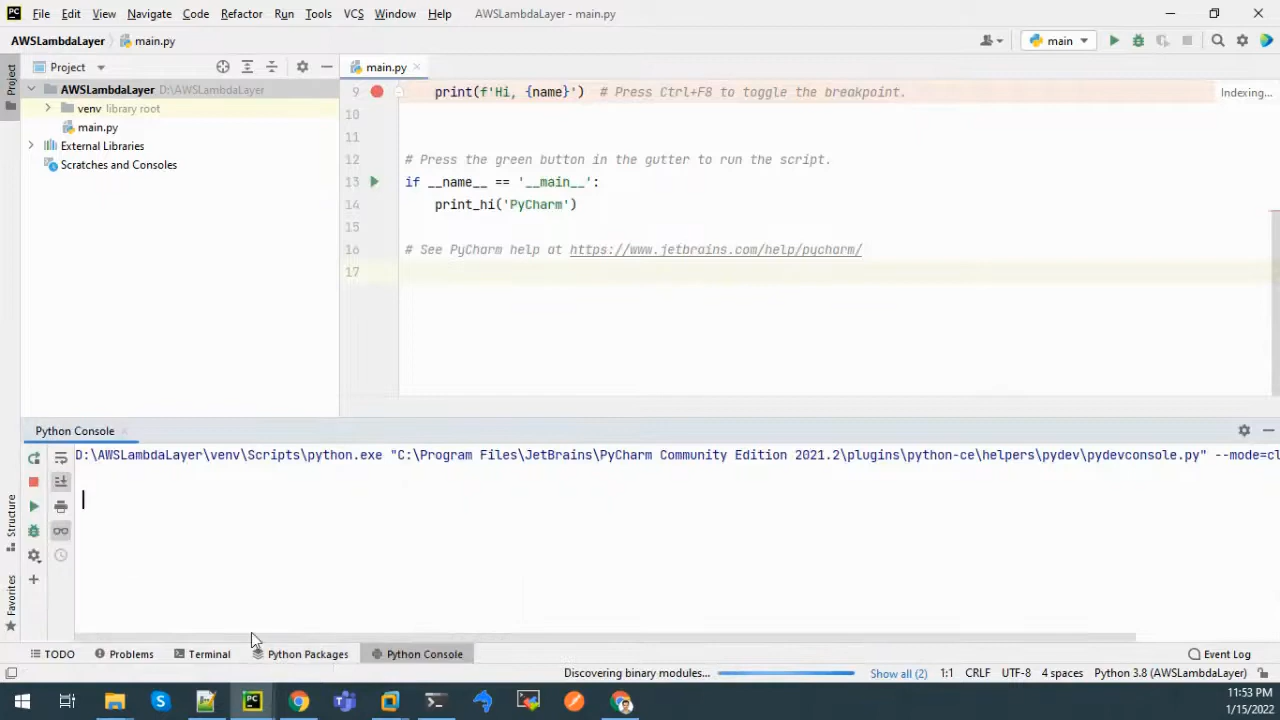 PC File Edit View Navigate Code Refactor Run Tools VCS Window Help AWSLambdaLayer - main.py
AWSLambdaLayer main.py main
Project
Project
main.py
AWSLambdaLayer D:\AWSLambdaLayer
venv library root
main.py
External Libraries
Scratches and Consoles
9 print(f'Hi, {name}') # Press Ctrl+F8 to toggle the breakpoint.
Indexing...
10
11
12 # Press the green button in the gutter to run the script.
13 if __name__ == '__main__':
14 print_hi('PyCharm')
15
16 # See PyCharm help at https://www.jetbrains.com/help/pycharm/
17
Python Console
D:\AWSLambdaLayer\venv\Scripts\python.exe "C:\Program Files\JetBrains\PyCharm Community Edition 2021.2\plugins\python-ce\helpers\pydev\pydevconsole.py" --mode=cl
Structure
Favorites
TODO Problems Terminal Python Packages Python Console Event Log
Discovering binary modules... Show all (2) 1:1 CRLF UTF-8 4 spaces Python 3.8 (AWSLambdaLayer)
PC
11:53 PM
1/15/2022